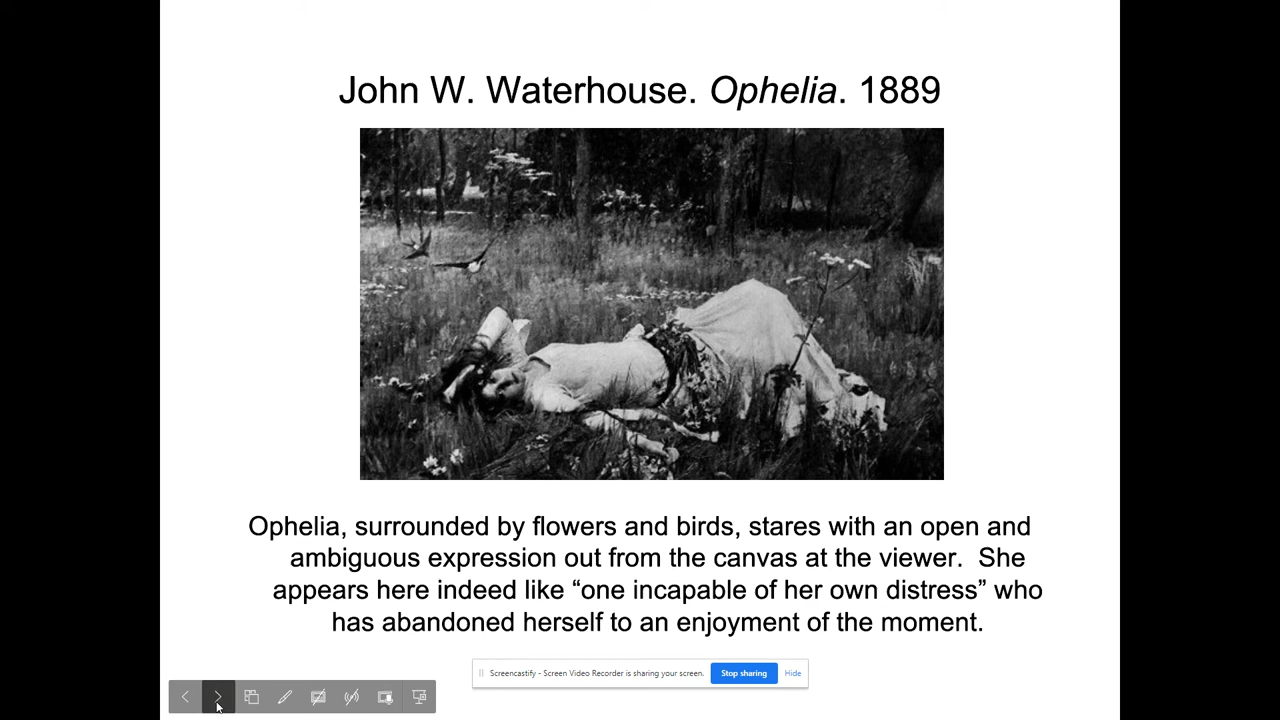 John W. Waterhouse. Ophelia. 1889
Ophelia, surrounded by flowers and birds, stares with an open and
ambiguous expression out from the canvas at the viewer.  She
appears here indeed like “one incapable of her own distress” who
has abandoned herself to an enjoyment of the moment.
Screencastify - Screen Video Recorder is sharing your screen. Stop sharing Hide